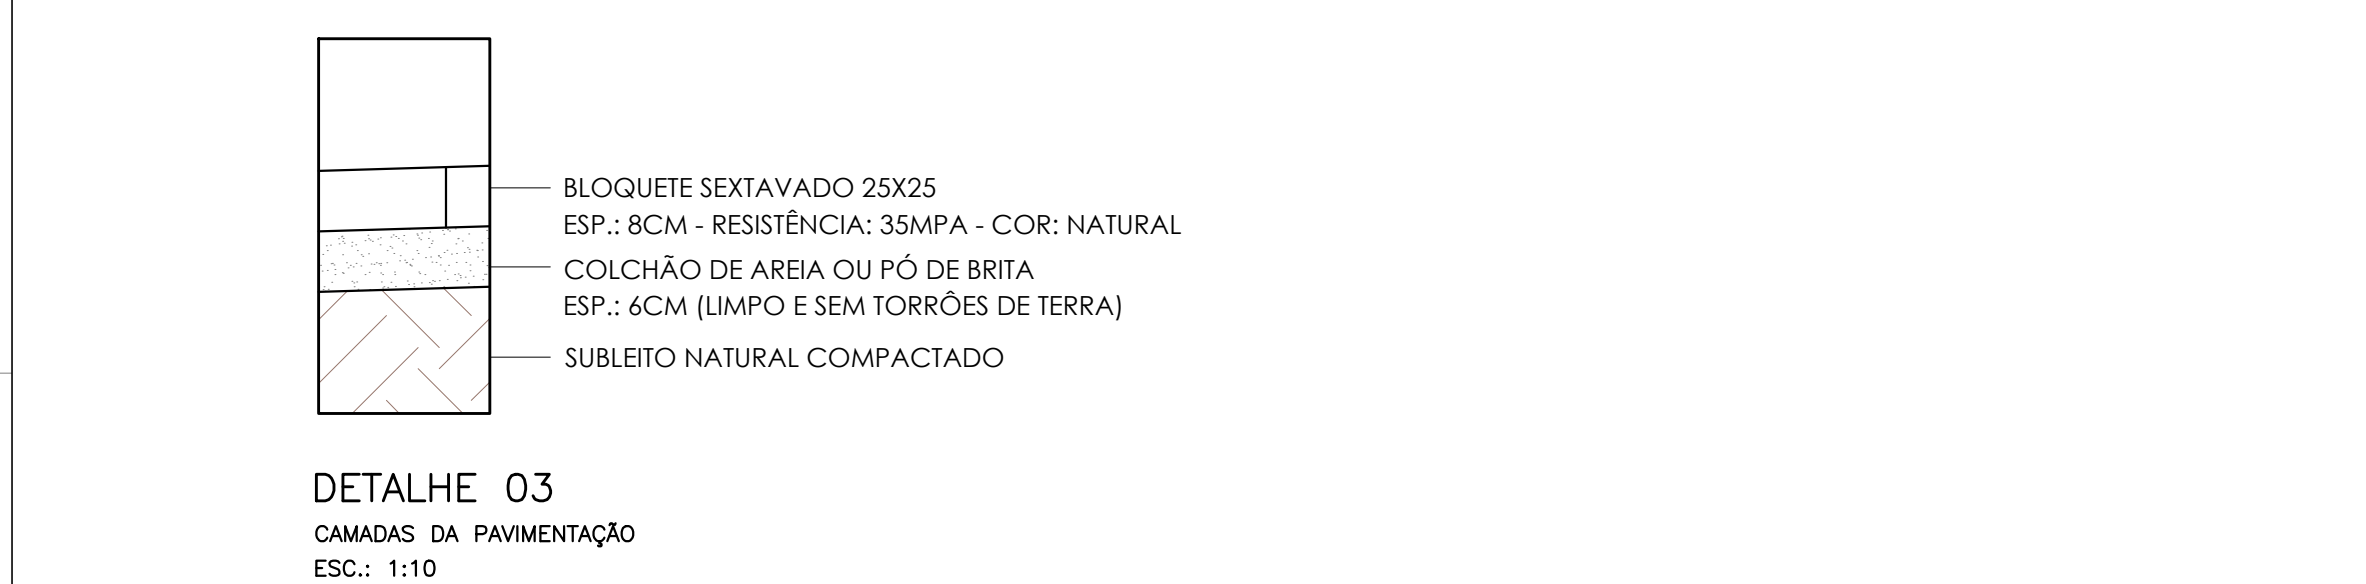 BLOQUETE SEXTAVADO 25X25
ESP.: 8CM - RESISTÊNCIA: 35MPA - COR: NATURAL
COLCHÃO DE AREIA OU PÓ DE BRITA
ESP.: 6CM (LIMPO E SEM TORRÔES DE TERRA)
SUBLEITO NATURAL COMPACTADO
DETALHE 03
CAMADAS DA PAVIMENTAÇÃO
ESC.: 1:10